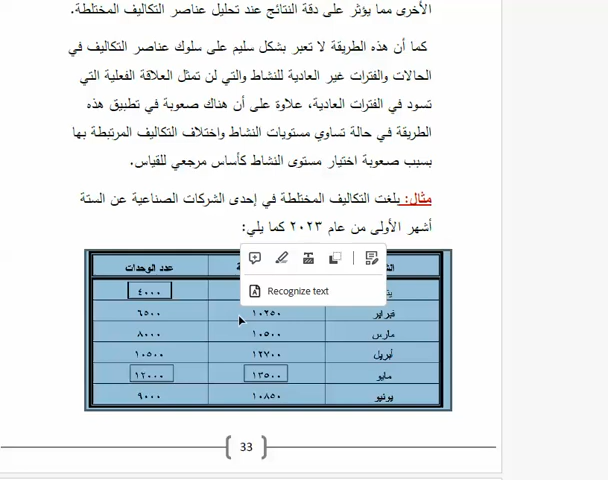 الأخرى مما يؤثر على دقة النتائج عند تحليل عناصر التكاليف المختلطة.
كما أن هذه الطريقة لا تعبر بشكل سليم على سلوك عناصر التكاليف في
الحالات والفترات غير العادية للنشاط والتي لن تمثل العلاقة الفعلية التي
تسود في الفترات العادية، علاوة على أن هناك صعوبة في تطبيق هذه
الطريقة في حالة تساوي مستويات النشاط واختلاف التكاليف المرتبطة بها
بسبب صعوبة اختيار مستوى النشاط كأساس مرجعي للقياس.
مثال: بلغت التكاليف المختلطة في إحدى الشركات الصناعية عن الستة
أشهر الأولى من عام ٢٠٢٣ كما يلي:
عدد الوحدات
Recognize text
٤٠٠٠
فبراير ١٠٢٥٠ ٦٥٠٠
مارس ١٠٥٠٠ ٨٠٠٠
أبريل ١٢٧٠٠ ١٠٥٠٠
مايو ١٣٥٠٠ ١٢٠٠٠
يونيو ١٠٨٥٠ ٩٠٠٠
33